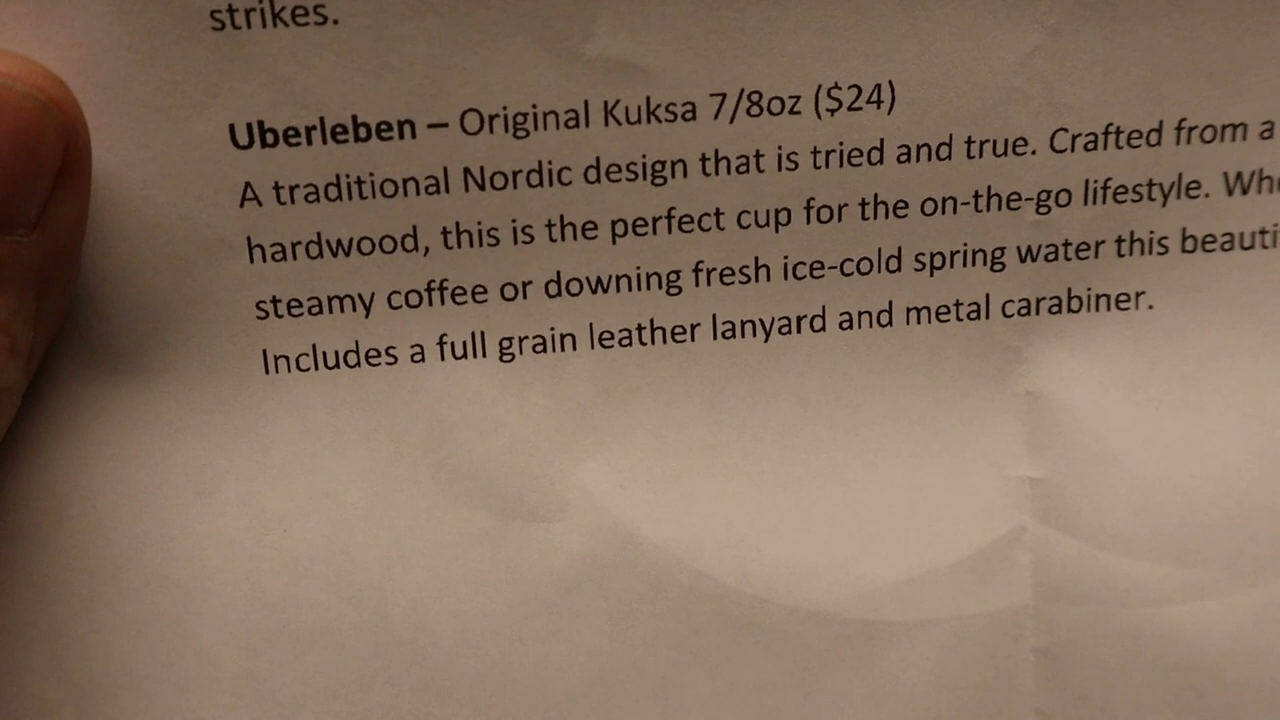 strikes.
Uberleben – Original Kuksa 7/8oz ($24)
A traditional Nordic design that is tried and true. Crafted from a
hardwood, this is the perfect cup for the on-the-go lifestyle.
steamy coffee or downing fresh ice-cold spring water this
Includes a full grain leather lanyard and metal carabiner.